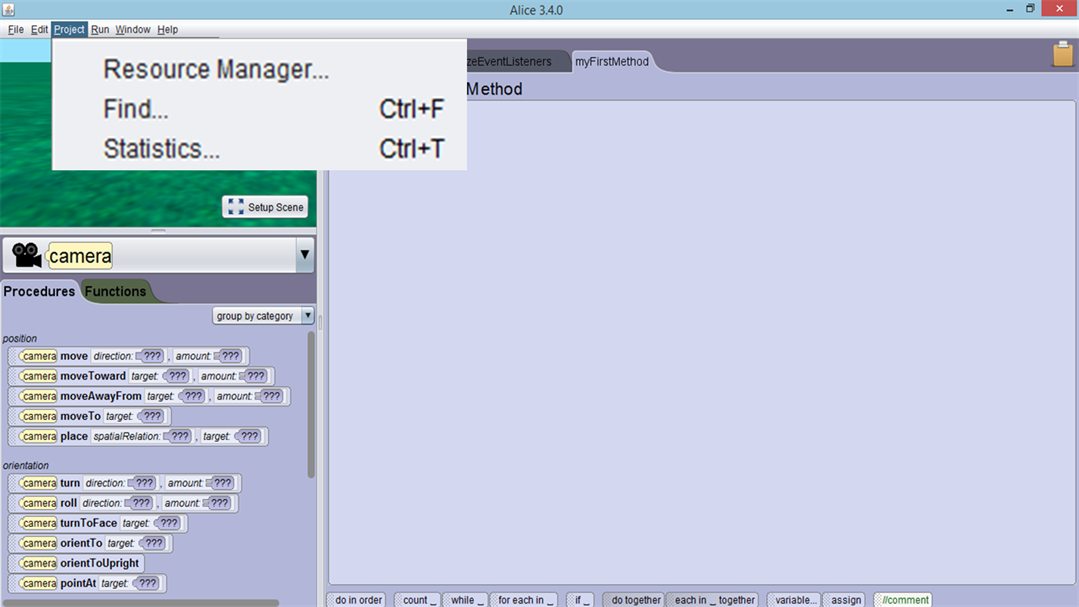 Alice 3.4.0
File Edit Project Run Window Help
Resource Manager...
Find... Ctrl+F
Statistics... Ctrl+T
zeEventListeners myFirstMethod
Method
Setup Scene
camera
Procedures Functions
group by category
position
camera move direction: ??? , amount: ???
camera moveToward target: ??? , amount: ???
camera moveAwayFrom target: ??? , amount: ???
camera moveTo target: ???
camera place spatialRelation: ??? , target: ???
orientation
camera turn direction: ??? , amount: ???
camera roll direction: ??? , amount: ???
camera turnToFace target: ???
camera orientTo target: ???
camera orientToUpright
camera pointAt target: ???
do in order count _ while _ for each in _ if _ do together each in _ together variable... assign //comment